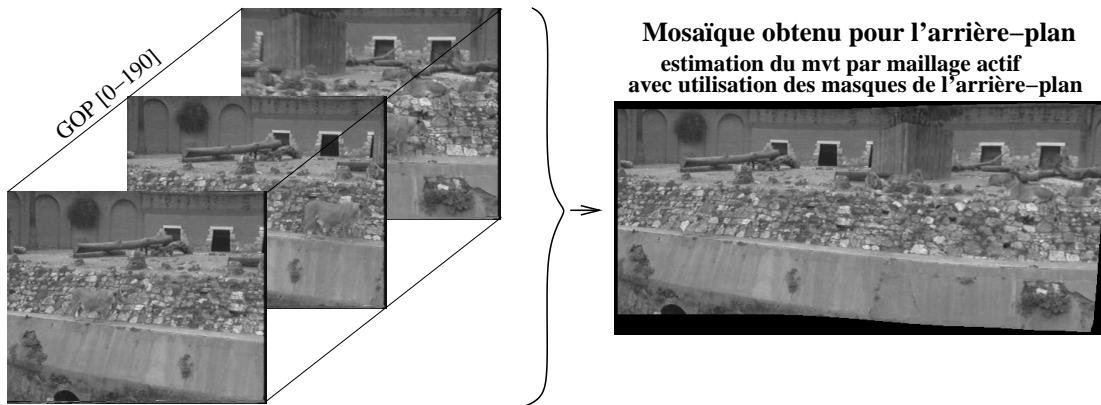 GOP [0–190]
Mosaïque obtenu pour l'arrière–plan
estimation du mvt par maillage actif
avec utilisation des masques de l'arrière–plan